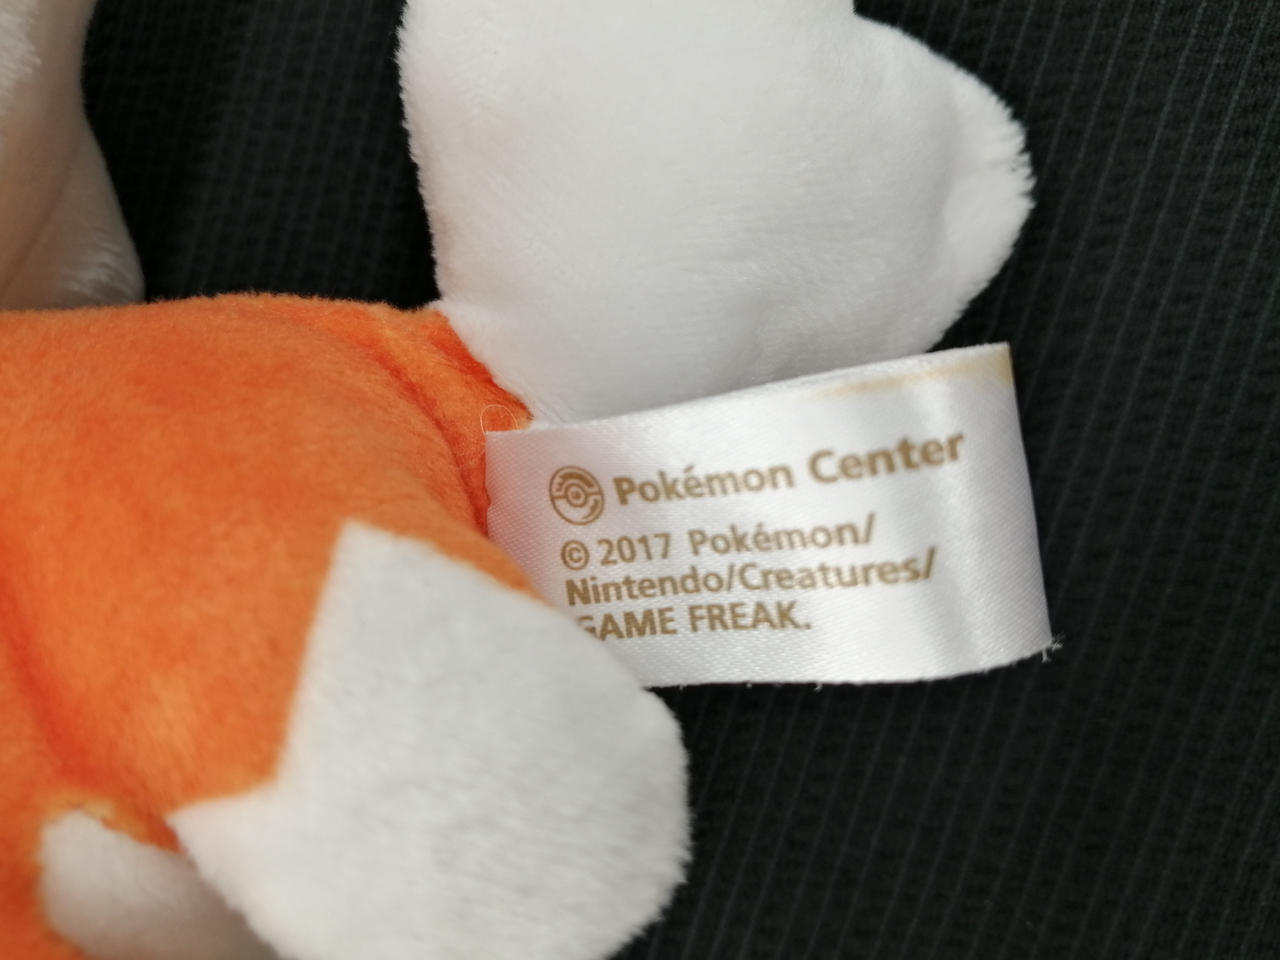 Pokémon Center
© 2017 Pokémon/
Nintendo/Creatures/
GAME FREAK.